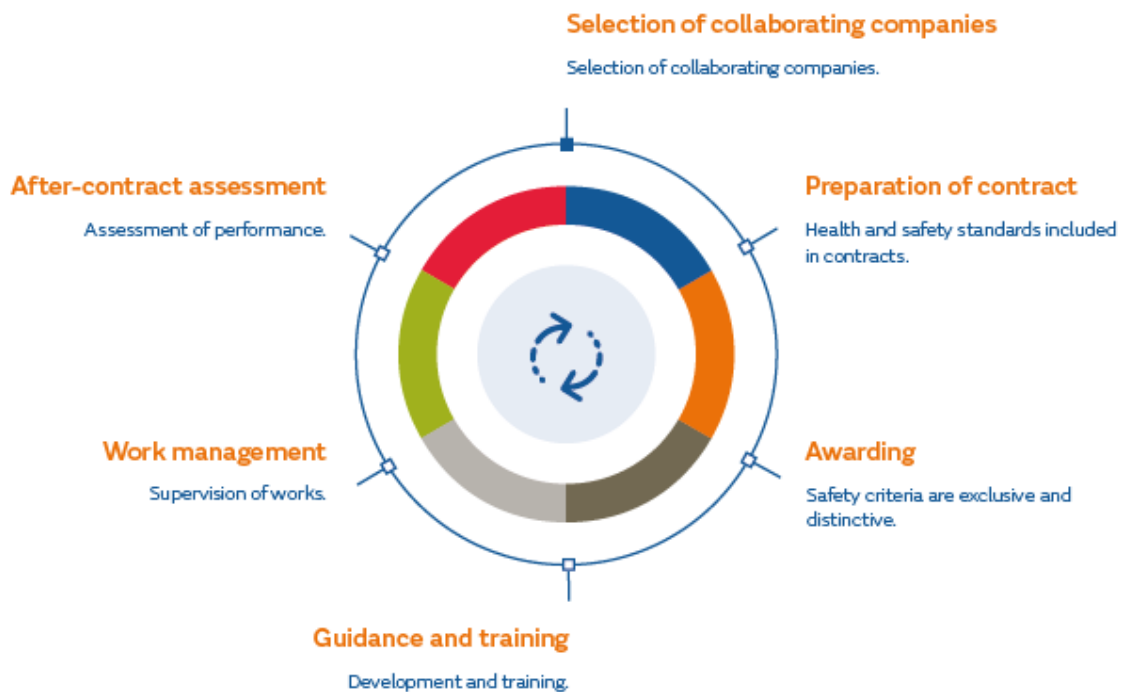 Selection of collaborating companies
Selection of collaborating companies.
Preparation of contract
Health and safety standards included
in contracts.
Awarding
Safety criteria are exclusive and
distinctive.
Guidance and training
Development and training.
Work management
Supervision of works.
After-contract assessment
Assessment of performance.